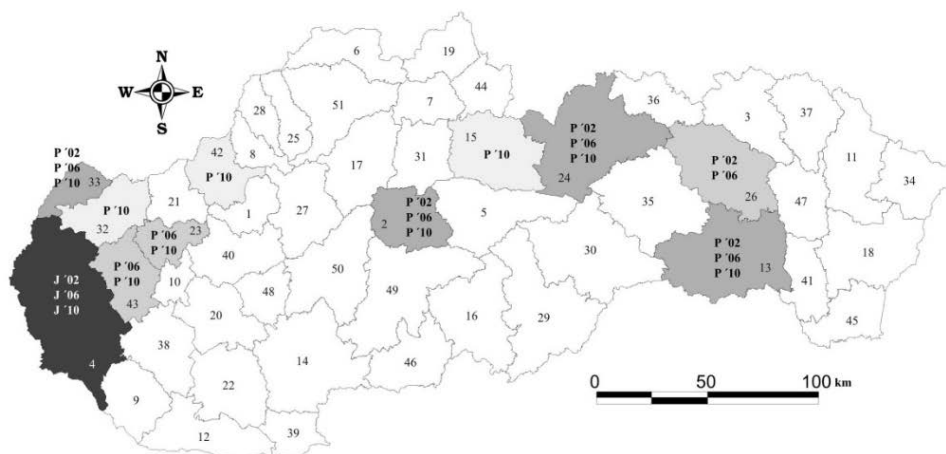 N
W E
S
6
19
51
7
44
28
25
36
3
37
42
P ´10
8
17
31
15
P ´10
P ´02
P ´06
P ´10
24
11
34
P ´02
P ´06
P ´10
33
P ´10
32
21
1
27
P ´02
P ´06
26
P ´06
P ´10
23
2
P ´02
P ´06
P ´10
5
35
47
P ´06
P ´10
43
10
40
30
P ´02
P ´06
P ´10
13
18
J ´02
J ´06
J ´10
4
50
48
49
41
20
16
29
45
38
14
46
9
22
12
39
0 50 100 km